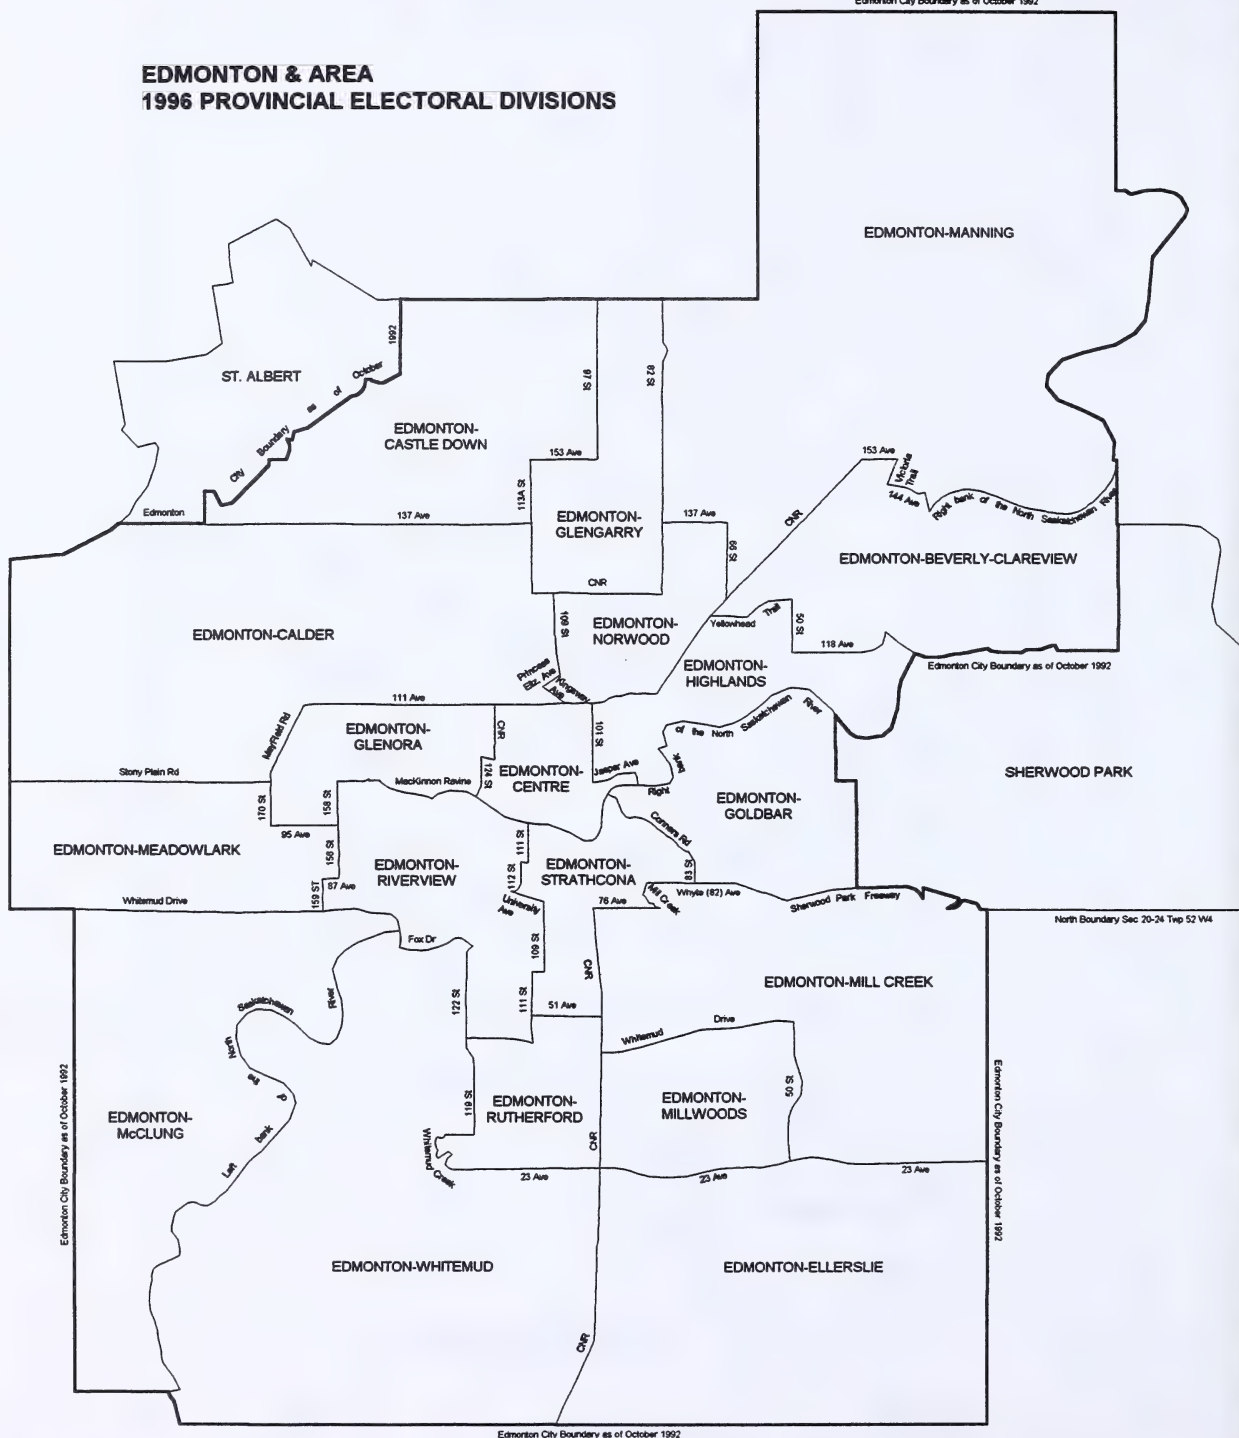 Edmonton City Boundary as of October 1992
EDMONTON & AREA
1996 PROVINCIAL ELECTORAL DIVISIONS
EDMONTON-MANNING
1992
October
of
as
Boundary
City
ST. ALBERT
97 St
82 St
EDMONTON-
CASTLE DOWN
153 Ave
153 Ave
Victoria
Trail
144 Ave
Right bank of the North Saskatchewan River
113A St
Edmonton
137 Ave
EDMONTON-
GLENGARRY
137 Ave
CNR
66 St
EDMONTON-BEVERLY-CLAREVIEW
CNR
EDMONTON-CALDER
109 St
EDMONTON-
NORWOOD
Yellowhead Trail
50 St
118 Ave
Edmonton City Boundary as of October 1992
EDMONTON-
HIGHLANDS
Princess
Eliz. Ave
Kingsway
Ave
111 Ave
Mayfield Rd
EDMONTON-
GLENORA
CNR
101 St
of the North Saskatchewan River
bank
Right
Stony Plain Rd
MacKinnon Ravine
124 St
EDMONTON-
CENTRE
Jasper Ave
SHERWOOD PARK
170 St
158 St
95 Ave
EDMONTON-
GOLDBAR
Connors Rd
EDMONTON-MEADOWLARK
156 St
EDMONTON-
RIVERVIEW
111 St
112 St
EDMONTON-
STRATHCONA
83 St
87 Ave
159 ST
Whitemud Drive
University
Ave
Mill Creek
Whyte (82) Ave
Sherwood Park Freeway
76 Ave
North Boundary Sec 20-24 Twp 52 W4
Fox Dr
109 St
CNR
EDMONTON-MILL CREEK
122 St
111 St
51 Ave
Whitemud Drive
Left bank of the North Saskatchewan River
Edmonton City Boundary as of October 1992
EDMONTON-
McCLUNG
119 St
EDMONTON-
RUTHERFORD
EDMONTON-
MILLWOODS
50 St
Edmonton City Boundary as of October 1992
CNR
Whitemud
Creek
23 Ave
23 Ave
23 Ave
EDMONTON-WHITEMUD
EDMONTON-ELLERSLIE
CNR
Edmonton City Boundary as of October 1992